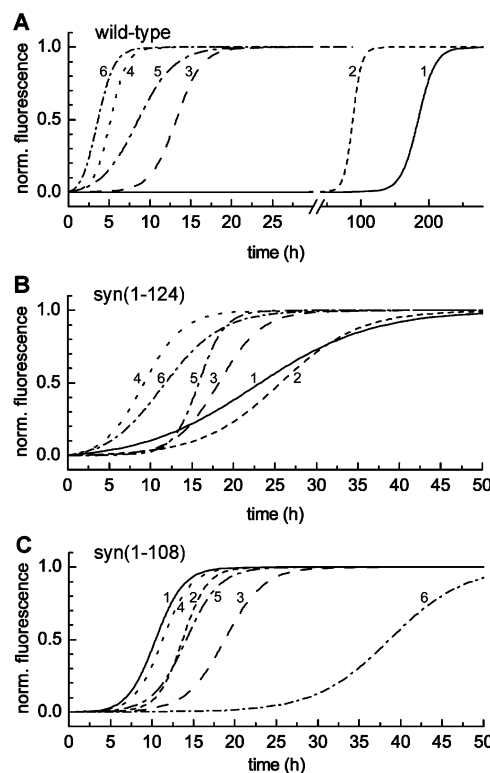 A
wild-type
norm. fluorescence
1.0
0.5
0.0
6 4 5 3 2 1
0 5 10 15 20 25 100 200
time (h)
B
syn(1-124)
norm. fluorescence
1.0
0.5
0.0
4 6 5 3 1 2
0 5 10 15 20 25 30 35 40 45 50
time (h)
C
syn(1-108)
norm. fluorescence
1.0
0.5
0.0
1 4 2 5 3 6
0 5 10 15 20 25 30 35 40 45 50
time (h)